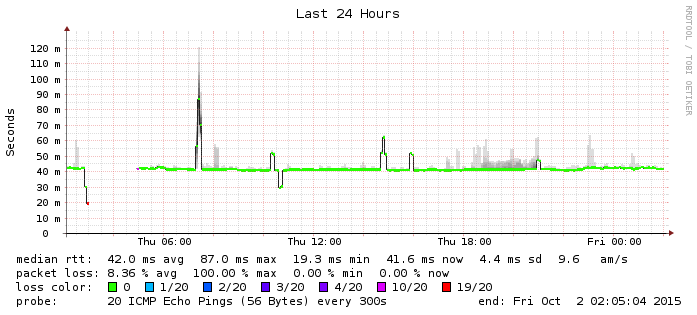 Last 24 Hours
RRDTOOL / TOBI OETIKER
Seconds
120 m
110 m
100 m
90 m
80 m
70 m
60 m
50 m
40 m
30 m
20 m
10 m
0
Thu 06:00 Thu 12:00 Thu 18:00 Fri 00:00
median rtt: 42.0 ms avg 87.0 ms max 19.3 ms min 41.6 ms now 4.4 ms sd 9.6 am/s
packet loss: 8.36 % avg 100.00 % max 0.00 % min 0.00 % now
loss color: 0 1/20 2/20 3/20 4/20 10/20 19/20
probe: 20 ICMP Echo Pings (56 Bytes) every 300s end: Fri Oct 2 02:05:04 2015